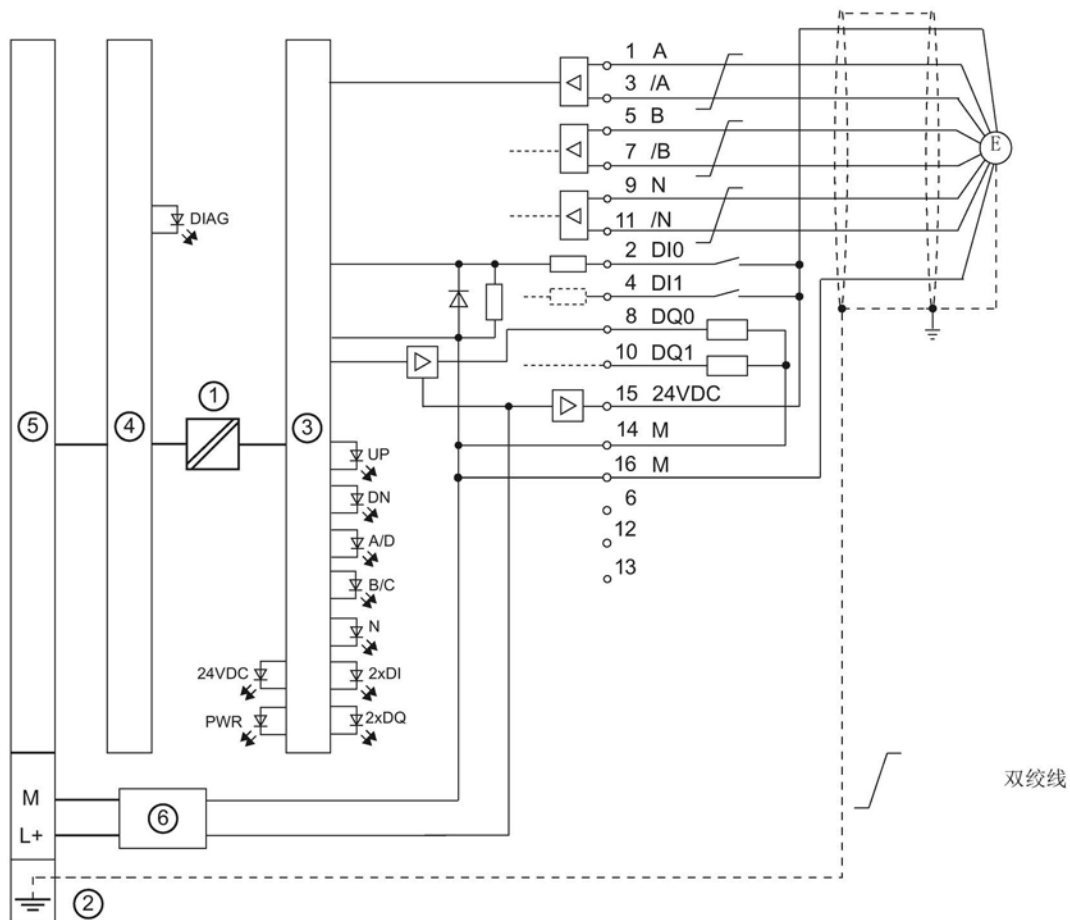 1 A
3 /A
5 B
7 /B
9 N
11 /N
2 DI0
4 DI1
8 DQ0
10 DQ1
15 24VDC
14 M
16 M
6
12
13
E
DIAG
①
⑤
④
③
UP
DN
A/D
B/C
N
24VDC
2xDI
PWR
2xDQ
M
L+
⑥
②
双绞线